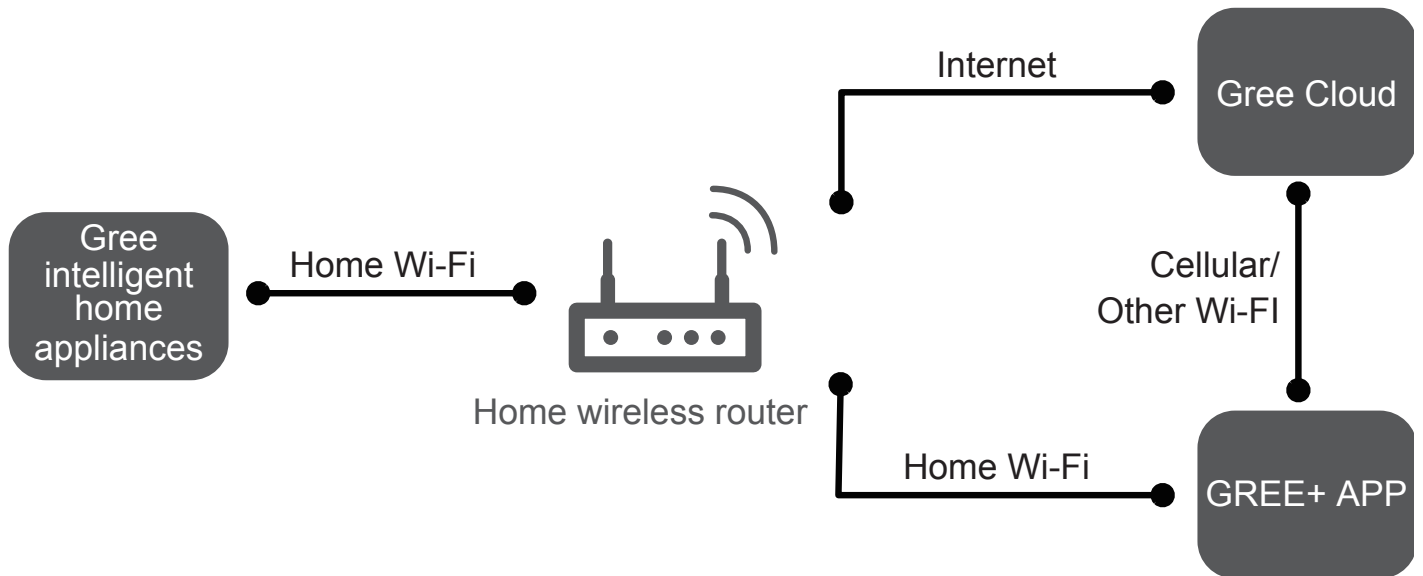 Internet
Gree Cloud
Gree
intelligent
home
appliances
Home Wi-Fi
Cellular/
Other Wi-FI
Home wireless router
Home Wi-Fi
GREE+ APP